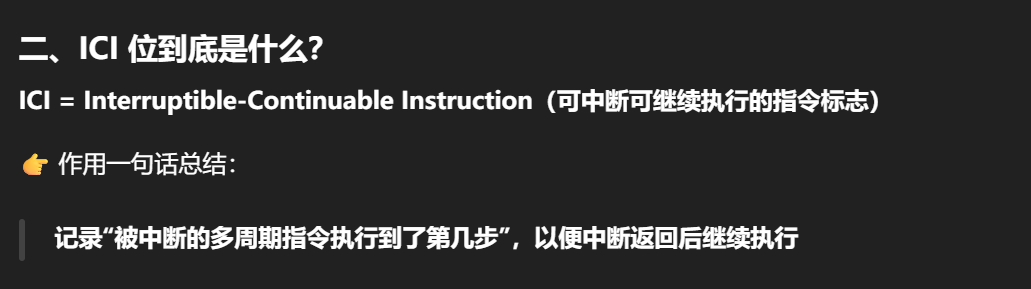 二、ICI 位到底是什么？
ICI = Interruptible-Continuable Instruction（可中断可继续执行的指令标志）
👉 作用一句话总结：
记录“被中断的多周期指令执行到了第几步”，以便中断返回后继续执行